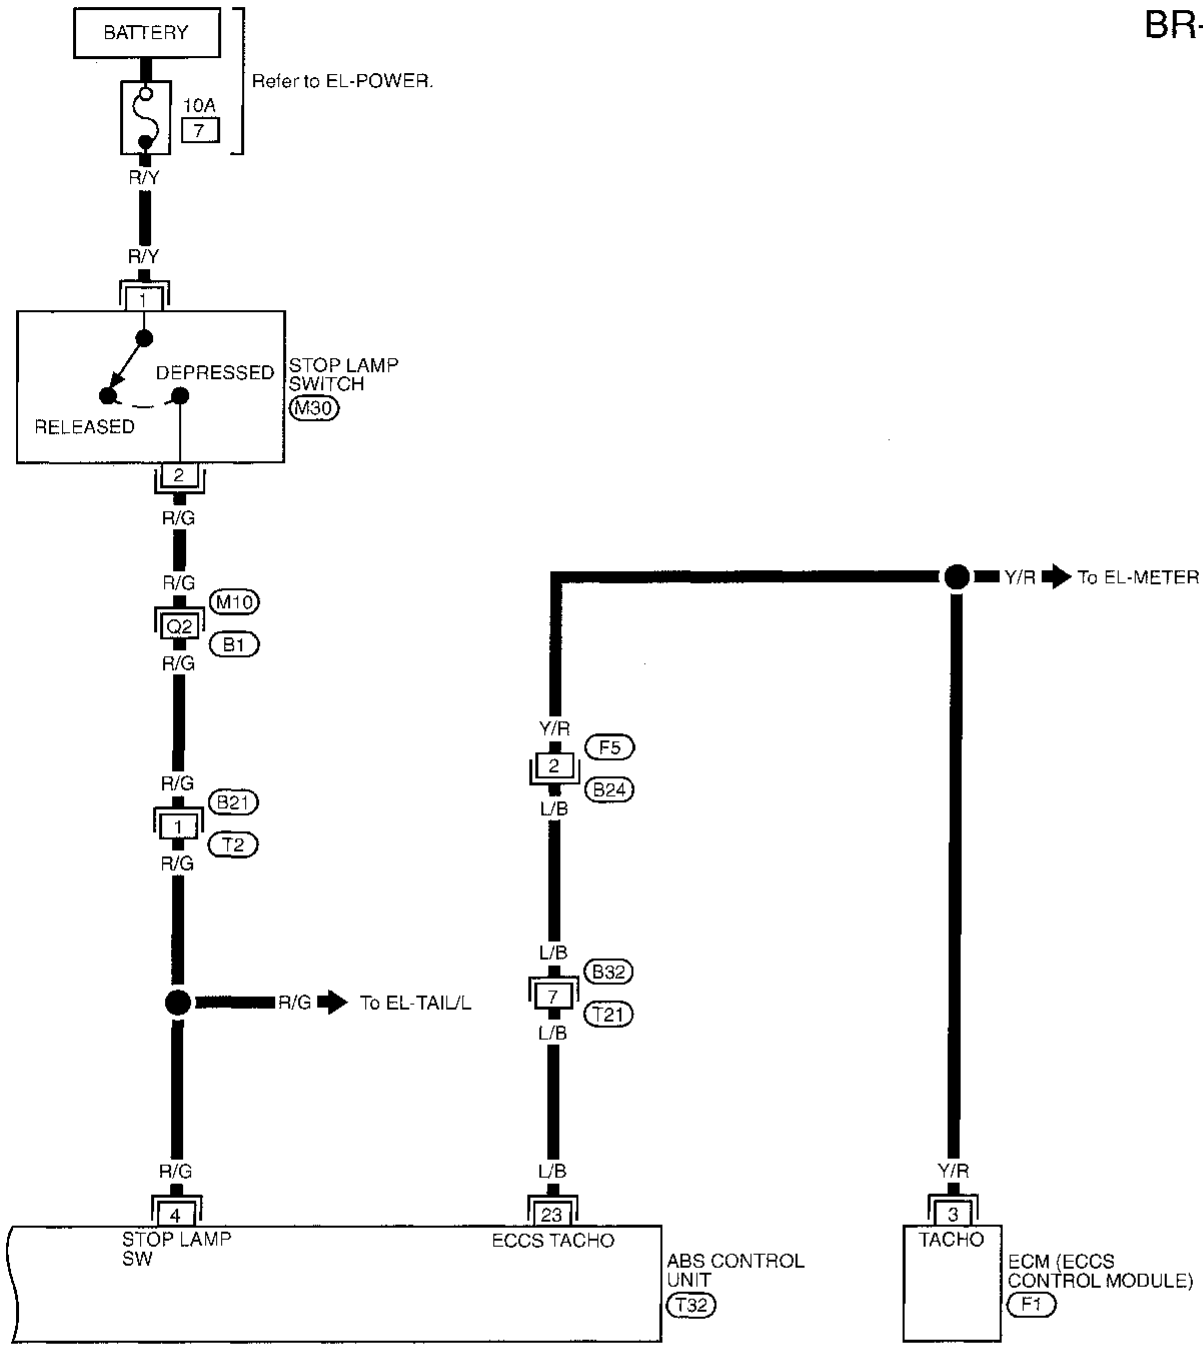 BR-
BATTERY
Refer to EL-POWER.
10A
7
R/Y
R/Y
1
DEPRESSED
RELEASED
STOP LAMP
SWITCH
M30
2
R/G
R/G
M10
Q2
B1
R/G
R/G
B21
1
T2
R/G
R/G
To EL-TAIL/L
R/G
4
STOP LAMP
SW
Y/R
To EL-METER
Y/R
F5
2
B24
L/B
L/B
B32
7
T21
L/B
L/B
23
ECCS TACHO
ABS CONTROL
UNIT
T32
Y/R
3
TACHO
ECM (ECCS
CONTROL MODULE)
F1